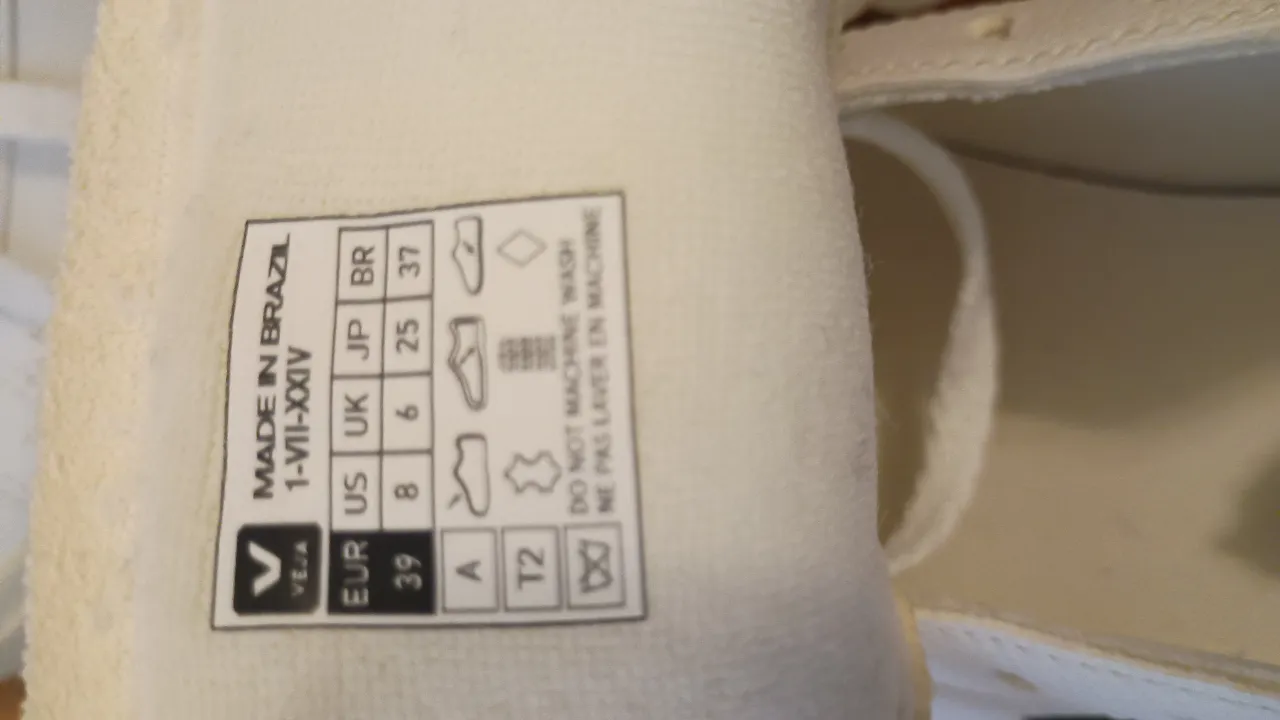 V
VEJA
MADE IN BRAZIL
1-VII-XXIV
EUR US UK JP BR
39 8 6 25 37
A
T2
DO NOT MACHINE WASH
NE PAS LAVER EN MACHINE